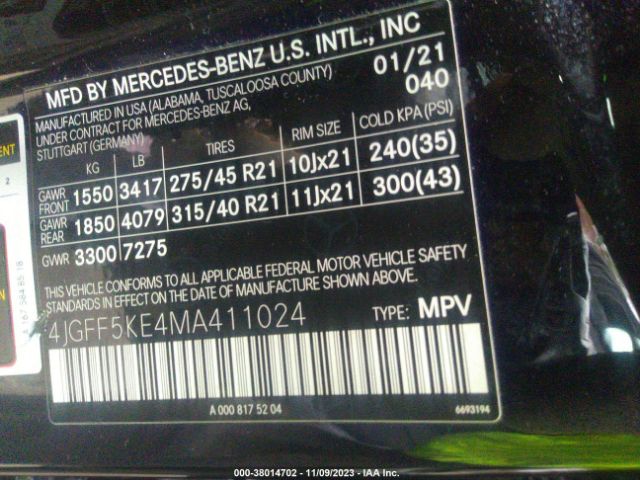 MFD BY MERCEDES-BENZ U.S. INTL., INC
01/21
MANUFACTURED IN USA (ALABAMA, TUSCALOOSA COUNTY)
040
UNDER CONTRACT FOR MERCEDES-BENZ AG,
STUTTGART (GERMANY)
KG LB TIRES RIM SIZE COLD KPA (PSI)
GAWR FRONT 1550 3417 275/45 R21 10Jx21 240(35)
GAWR REAR 1850 4079 315/40 R21 11Jx21 300(43)
GVWR 3300 7275
THIS VEHICLE CONFORMS TO ALL APPLICABLE FEDERAL MOTOR VEHICLE SAFETY
STANDARDS IN EFFECT ON THE DATE OF MANUFACTURE SHOWN ABOVE.
4JGFF5KE4MA411024 TYPE: MPV
A 000 817 52 04
6693194
2
000-38014702 - 11/09/2023 - IAA Inc.